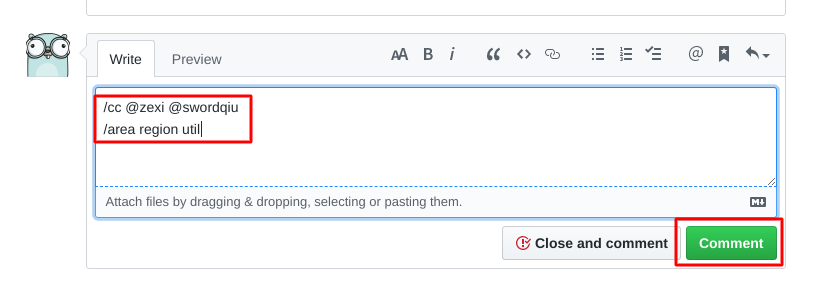 Write
Preview
AA B i
@
/cc @zexi @swordqiu
/area region util
Attach files by dragging & dropping, selecting or pasting them.
Close and comment
Comment